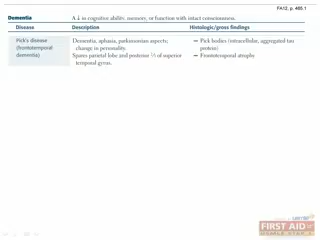 FA12, p. 465.1
Dementia A ↓ in cognitive ability, memory, or function with intact consciousness.
Disease Description Histologic/gross findings
Pick's disease (frontotemporal dementia)
Dementia, aphasia, parkinsonian aspects; change in personality.
Spares parietal lobe and posterior ⅔ of superior temporal gyrus.
– Pick bodies (intracellular, aggregated tau protein)
– Frontotemporal atrophy
FIRST AID